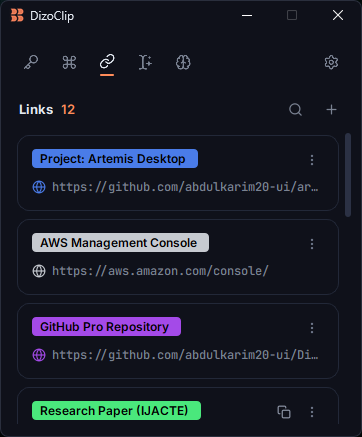 DizoClip
Links 12
Project: Artemis Desktop
https://github.com/abdulkarim20-ui/ar…
AWS Management Console
https://aws.amazon.com/console/
GitHub Pro Repository
https://github.com/abdulkarim20-ui/Di…
Research Paper (IJACTE)